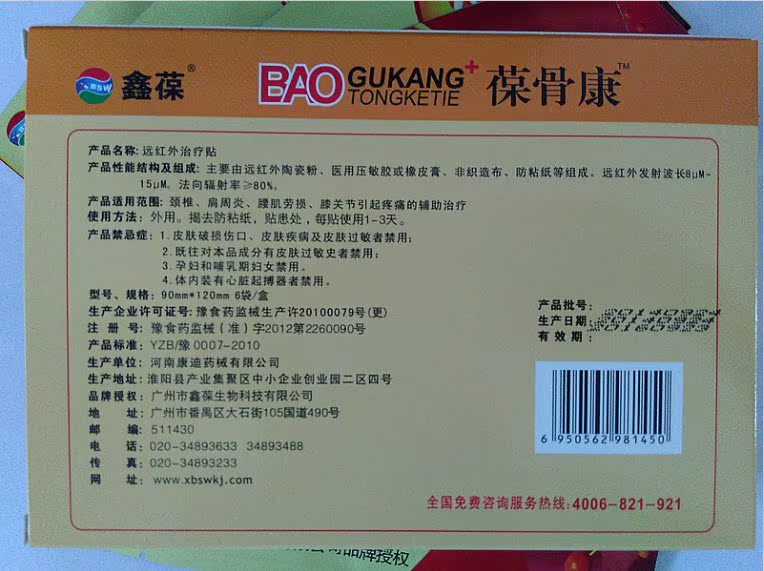 鑫葆®
BAO GUKANG+ 葆骨康™
TONGKETIE
产品名称: 远红外治疗贴
产品性能结构及组成: 主要由远红外陶瓷粉、医用压敏胶或橡皮膏、非织造布、防粘纸等组成。远红外发射波长8μM~
15μM。法向辐射率≥80%。
产品适用范围: 颈椎、肩周炎、腰肌劳损、膝关节引起疼痛的辅助治疗
使用方法: 外用。揭去防粘纸，贴患处，每贴使用1-3天。
产品禁忌症: 1.皮肤破损伤口、皮肤疾病及皮肤过敏者禁用;
2.既往对本品成分有皮肤过敏史者禁用;
3.孕妇和哺乳期妇女禁用。
4.体内装有心脏起搏器者禁用。
型号、规格: 90mm*120mm 6袋/盒
生产企业许可证号: 豫食药监械生产许20100079号(更)
注 册 号: 豫食药监械(准)字2012第2260090号
产品标准: YZB/豫0007-2010
生产单位: 河南康迪药械有限公司
生产地址: 淮阳县产业集聚区中小企业创业园二区四号
品牌授权: 广州市鑫葆生物科技有限公司
地 址: 广州市番禺区大石街105国道490号
邮 编: 511430
电 话: 020-34893633 34893488
传 真: 020-34893233
网 址: www.xbswkj.com
产品批号:
生产日期:
有 效 期:
6 950562 981450
全国免费咨询服务热线: 4006-821-921
品牌授权